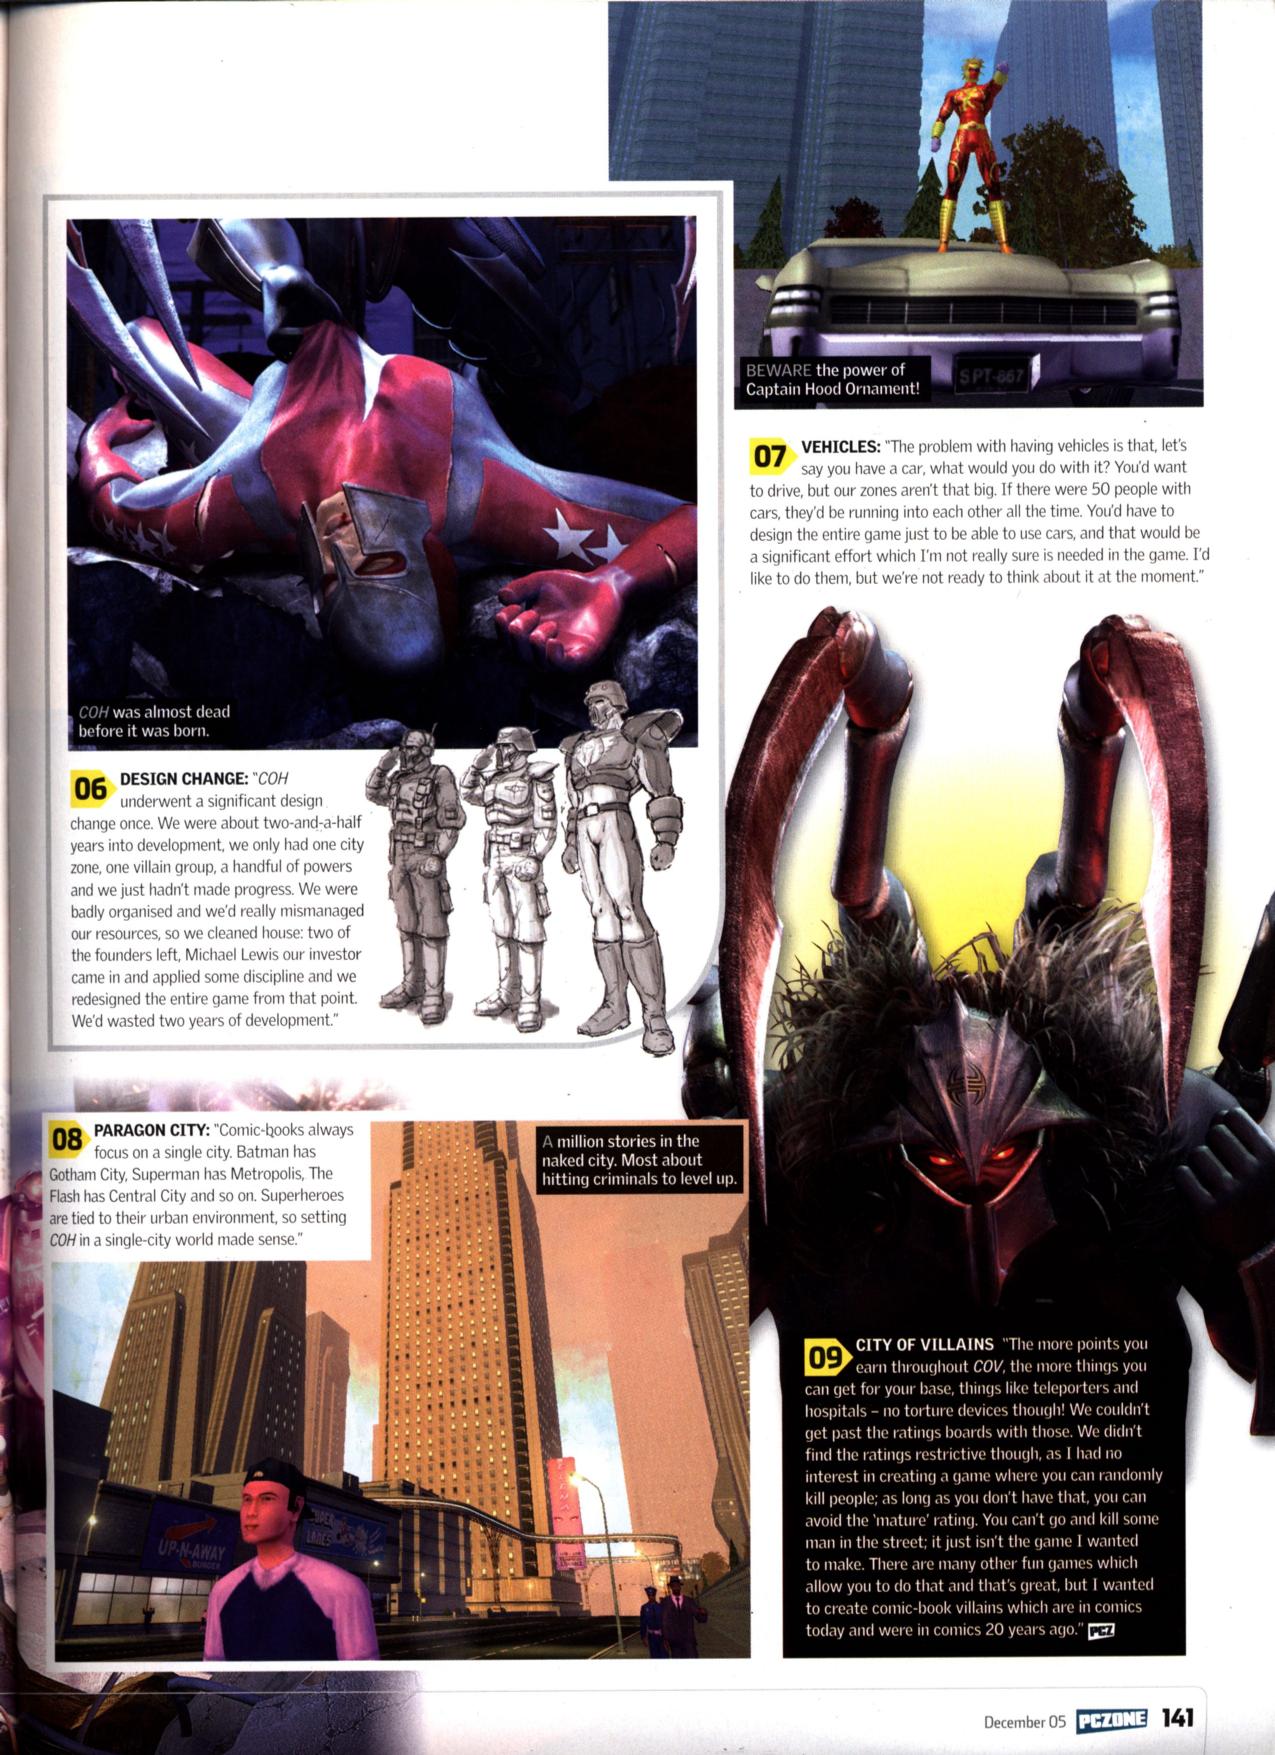 BEWARE the power of
Captain Hood Ornament!
SPT-667
07 VEHICLES: "The problem with having vehicles is that, let's
say you have a car, what would you do with it? You'd want
to drive, but our zones aren't that big. If there were 50 people with
cars, they'd be running into each other all the time. You'd have to
design the entire game just to be able to use cars, and that would be
a significant effort which I'm not really sure is needed in the game. I'd
like to do them, but we're not ready to think about it at the moment."
COH was almost dead
before it was born.
06 DESIGN CHANGE: "COH
underwent a significant design
change once. We were about two-and-a-half
years into development, we only had one city
zone, one villain group, a handful of powers
and we just hadn't made progress. We were
badly organised and we'd really mismanaged
our resources, so we cleaned house: two of
the founders left, Michael Lewis our investor
came in and applied some discipline and we
redesigned the entire game from that point.
We'd wasted two years of development."
08 PARAGON CITY: "Comic-books always
focus on a single city. Batman has
Gotham City, Superman has Metropolis, The
Flash has Central City and so on. Superheroes
are tied to their urban environment, so setting
COH in a single-city world made sense."
A million stories in the
naked city. Most about
hitting criminals to level up.
UP-N-AWAY
BURGER
SUPER
LANES
09 CITY OF VILLAINS "The more points you
earn throughout COV, the more things you
can get for your base, things like teleporters and
hospitals – no torture devices though! We couldn't
get past the ratings boards with those. We didn't
find the ratings restrictive though, as I had no
interest in creating a game where you can randomly
kill people; as long as you don't have that, you can
avoid the 'mature' rating. You can't go and kill some
man in the street; it just isn't the game I wanted
to make. There are many other fun games which
allow you to do that and that's great, but I wanted
to create comic-book villains which are in comics
today and were in comics 20 years ago." PCZ
December 05 PCZONE 141